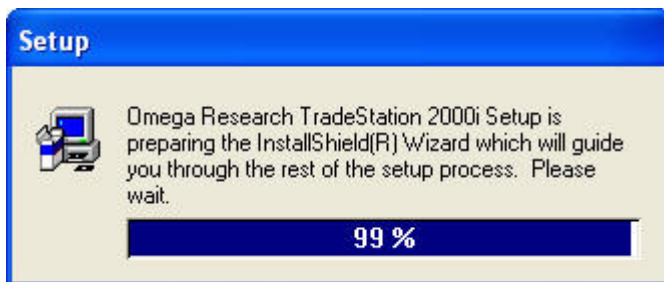 Setup
Omega Research TradeStation 2000i Setup is
preparing the InstallShield(R) Wizard which will guide
you through the rest of the setup process.  Please
wait.
99 %